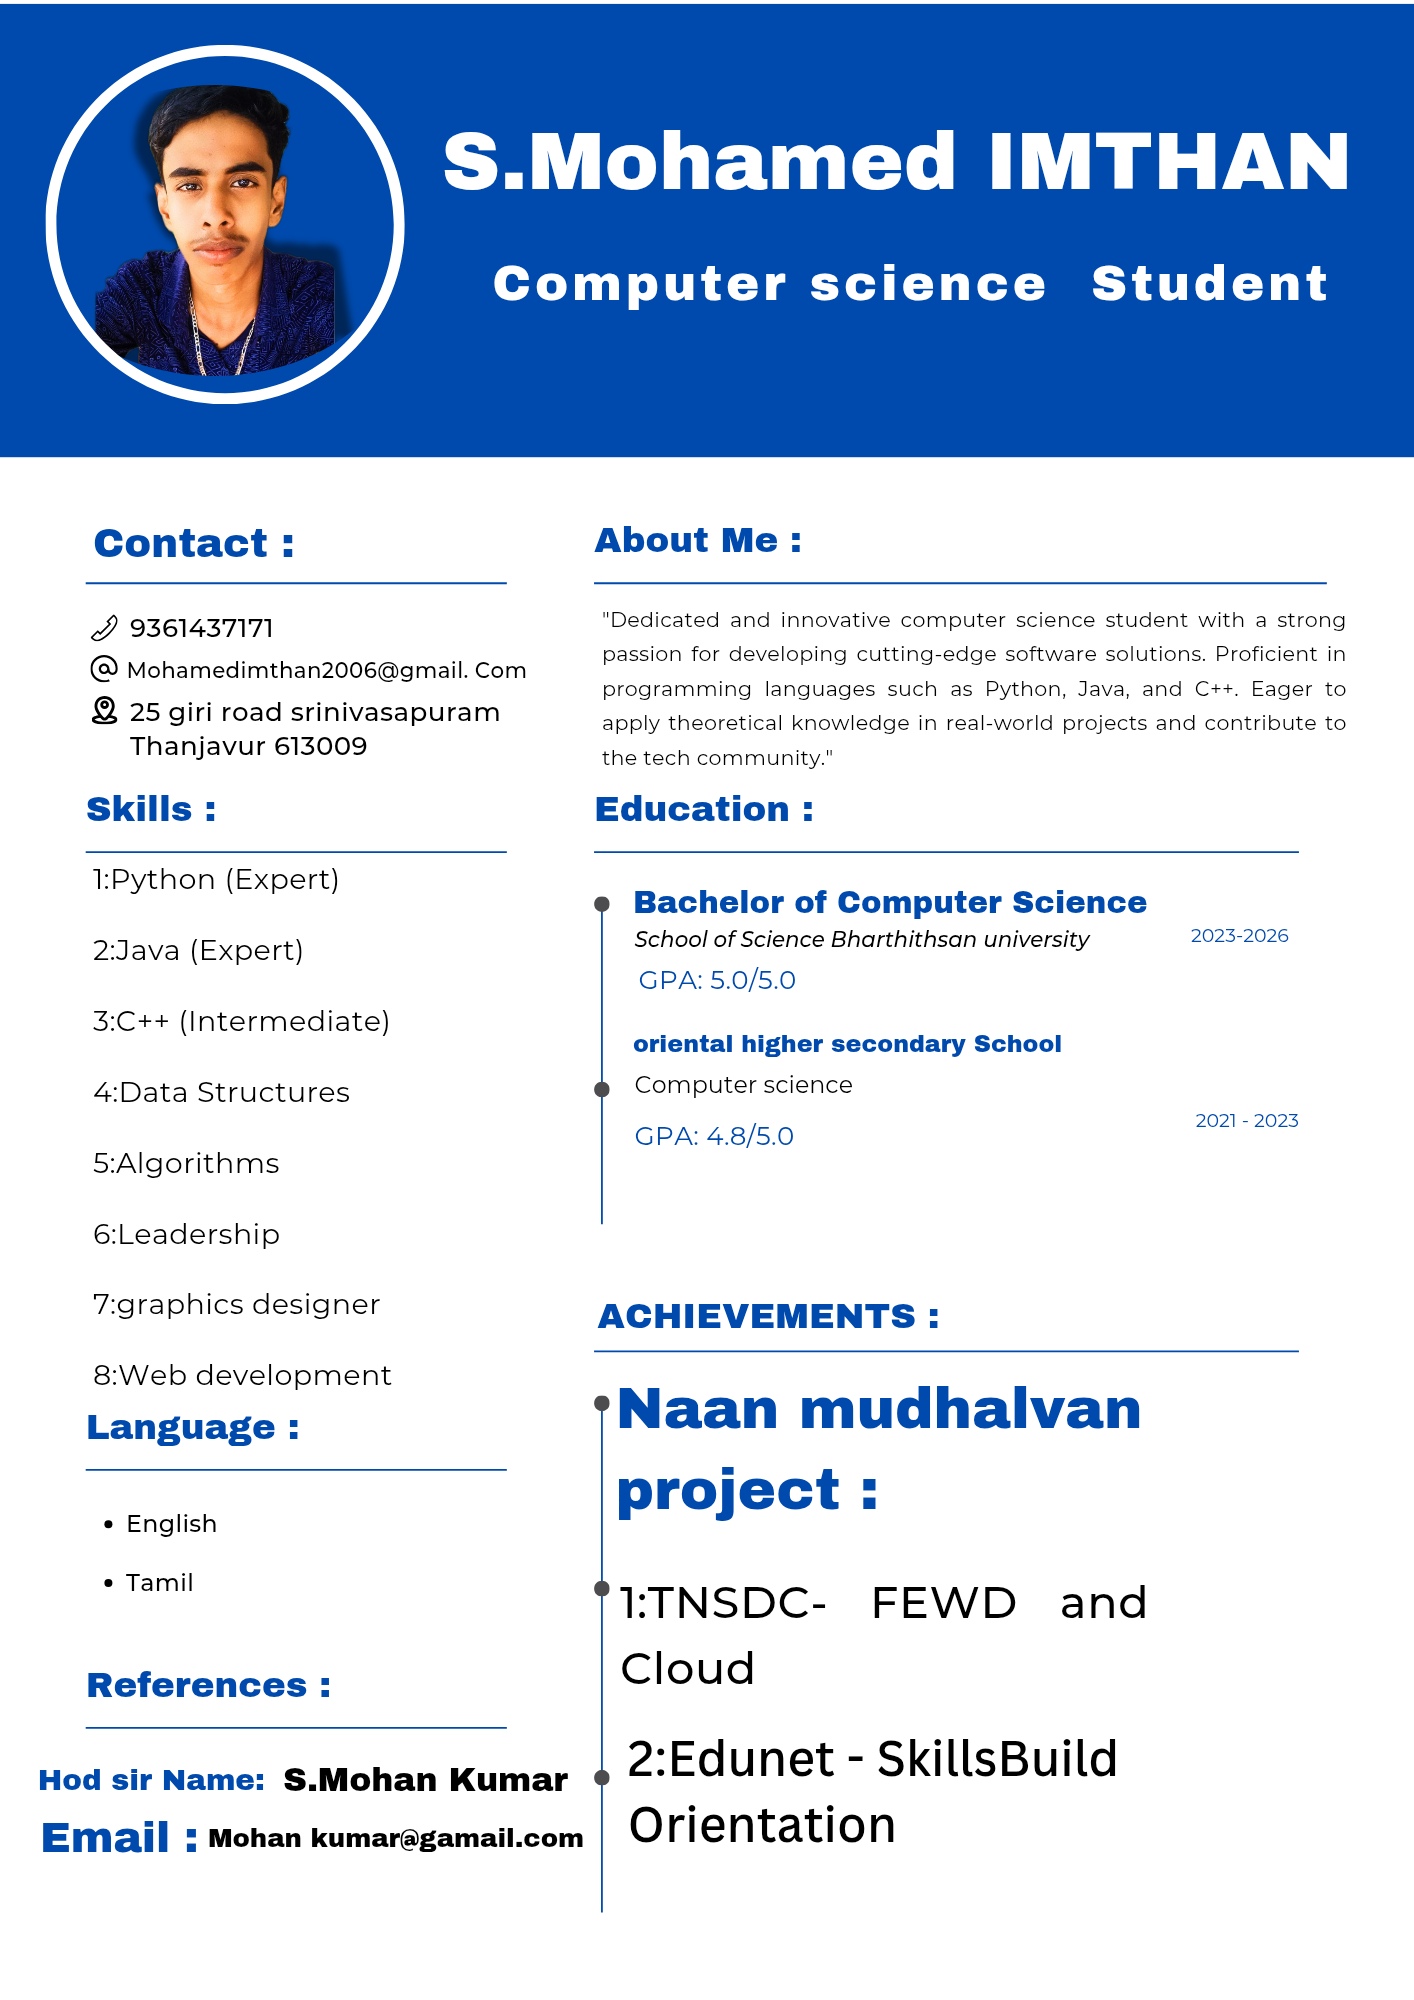 S.Mohamed IMTHAN
Computer science Student
Contact :
9361437171
Mohamedimthan2006@gmail. Com
25 giri road srinivasapuram
Thanjavur 613009
Skills :
1:Python (Expert)
2:Java (Expert)
3:C++ (Intermediate)
4:Data Structures
5:Algorithms
6:Leadership
7:graphics designer
8:Web development
Language :
• English
• Tamil
References :
Hod sir Name: S.Mohan Kumar
Email : Mohan kumar@gamail.com
About Me :
"Dedicated and innovative computer science student with a strong
passion for developing cutting-edge software solutions. Proficient in
programming languages such as Python, Java, and C++. Eager to
apply theoretical knowledge in real-world projects and contribute to
the tech community."
Education :
Bachelor of Computer Science
School of Science Bharthithsan university
2023-2026
GPA: 5.0/5.0
oriental higher secondary School
Computer science
2021 - 2023
GPA: 4.8/5.0
ACHIEVEMENTS :
Naan mudhalvan
project :
1:TNSDC- FEWD and
Cloud
2:Edunet - SkillsBuild
Orientation